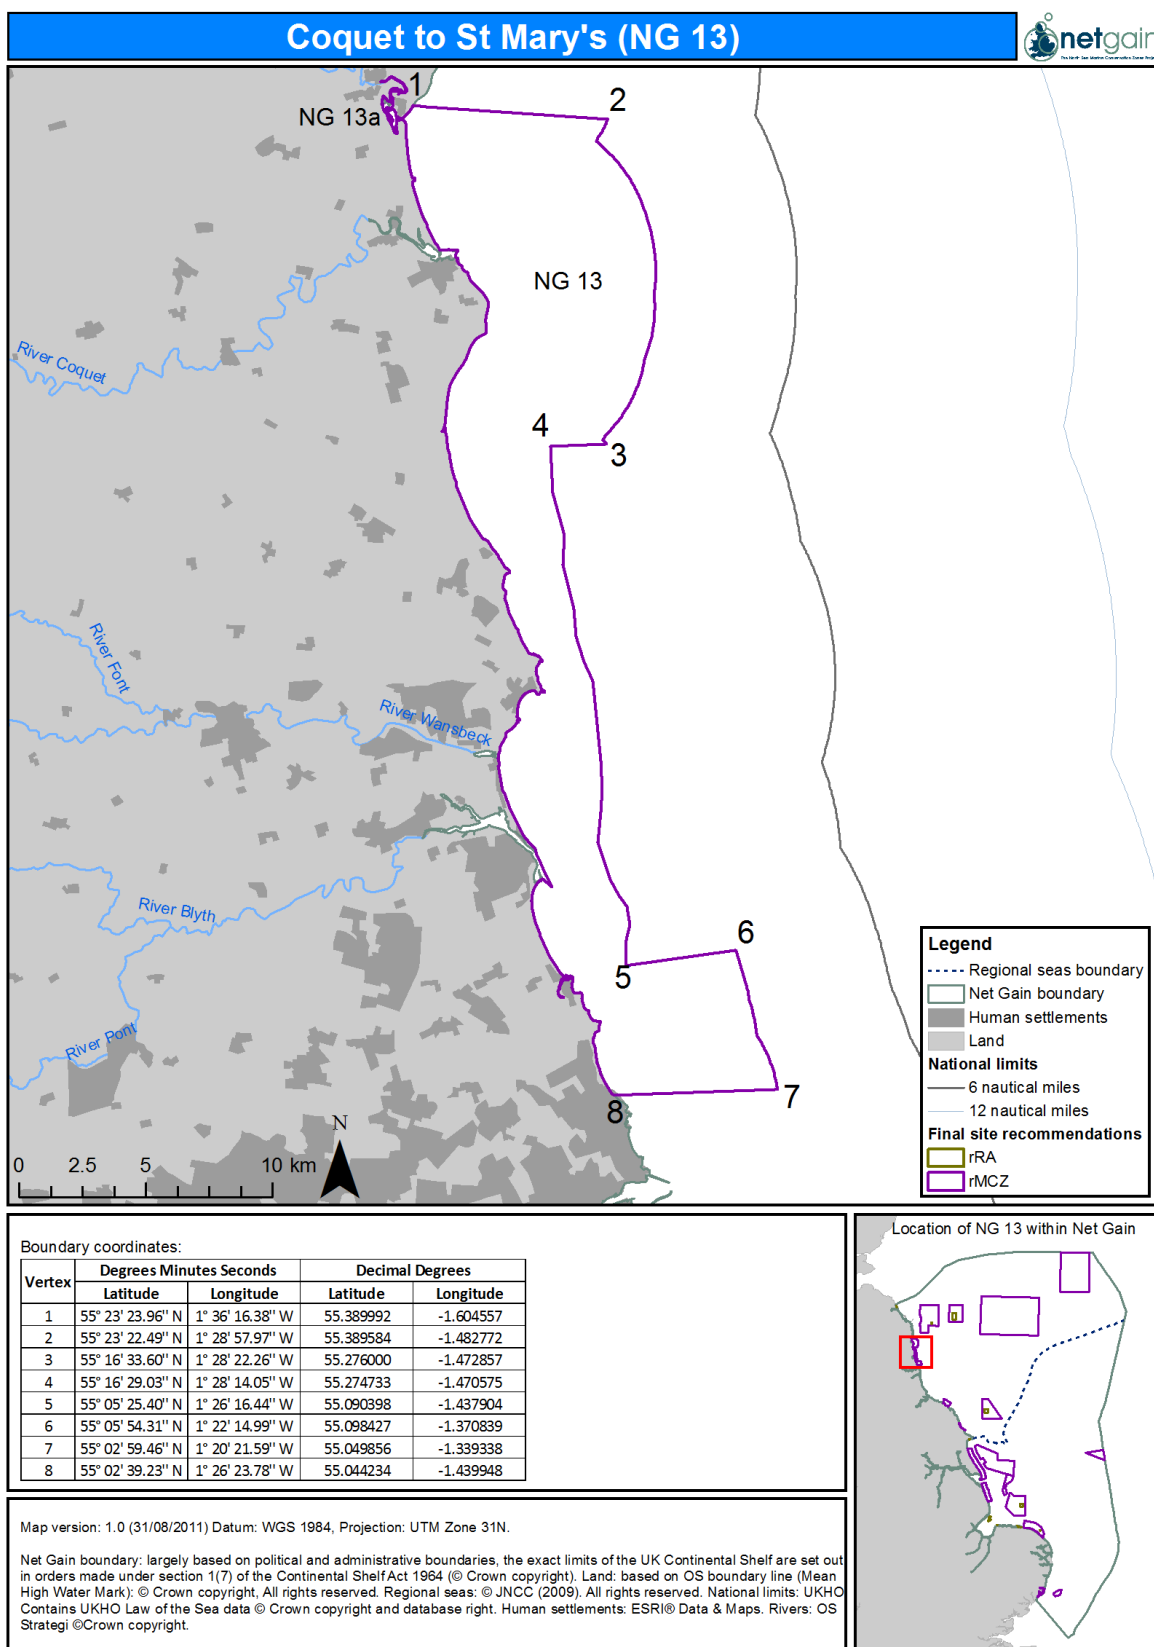 Coquet to St Mary's (NG 13)
netgain
The North Sea Marine Conservation Zones Project
1
2
NG 13a
NG 13
River Coquet
4
3
River Font
River Wansbeck
River Blyth
6
5
River Pont
7
8
N
0 2.5 5 10 km
Legend
Regional seas boundary
Net Gain boundary
Human settlements
Land
National limits
6 nautical miles
12 nautical miles
Final site recommendations
rRA
rMCZ
Boundary coordinates:
Vertex Degrees Minutes Seconds Decimal Degrees
Latitude Longitude Latitude Longitude
1 55° 23' 23.96'' N 1° 36' 16.38'' W 55.389992 -1.604557
2 55° 23' 22.49'' N 1° 28' 57.97'' W 55.389584 -1.482772
3 55° 16' 33.60'' N 1° 28' 22.26'' W 55.276000 -1.472857
4 55° 16' 29.03'' N 1° 28' 14.05'' W 55.274733 -1.470575
5 55° 05' 25.40'' N 1° 26' 16.44'' W 55.090398 -1.437904
6 55° 05' 54.31'' N 1° 22' 14.99'' W 55.098427 -1.370839
7 55° 02' 59.46'' N 1° 20' 21.59'' W 55.049856 -1.339338
8 55° 02' 39.23'' N 1° 26' 23.78'' W 55.044234 -1.439948
Location of NG 13 within Net Gain
Map version: 1.0 (31/08/2011) Datum: WGS 1984, Projection: UTM Zone 31N.
Net Gain boundary: largely based on political and administrative boundaries, the exact limits of the UK Continental Shelf are set out
in orders made under section 1(7) of the Continental Shelf Act 1964 (© Crown copyright). Land: based on OS boundary line (Mean
High Water Mark): © Crown copyright, All rights reserved. Regional seas: © JNCC (2009). All rights reserved. National limits: UKHO
Contains UKHO Law of the Sea data © Crown copyright and database right. Human settlements: ESRI® Data & Maps. Rivers: OS
Strategi ©Crown copyright.